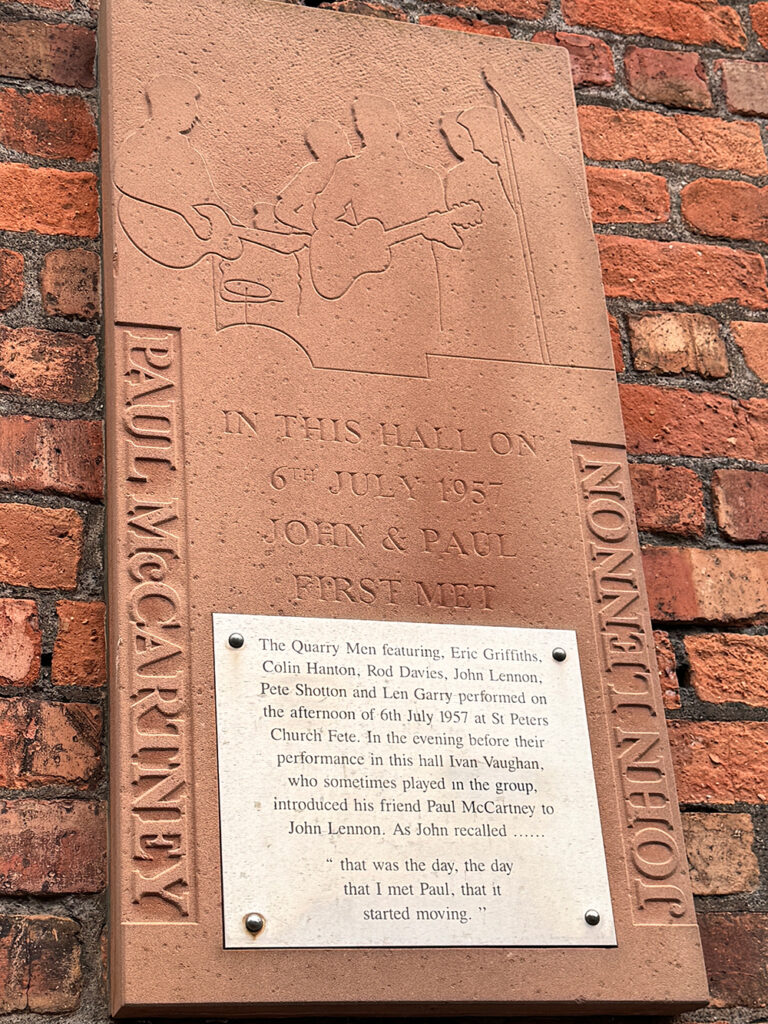 PAUL McCARTNEY
IN THIS HALL ON
6TH JULY 1957
JOHN & PAUL
FIRST MET
JOHN LENNON
The Quarry Men featuring, Eric Griffiths,
Colin Hanton, Rod Davies, John Lennon,
Pete Shotton and Len Garry performed on
the afternoon of 6th July 1957 at St Peters
Church Fete. In the evening before their
performance in this hall Ivan Vaughan,
who sometimes played in the group,
introduced his friend Paul McCartney to
John Lennon. As John recalled ......
“ that was the day, the day
that I met Paul, that it
started moving. ”